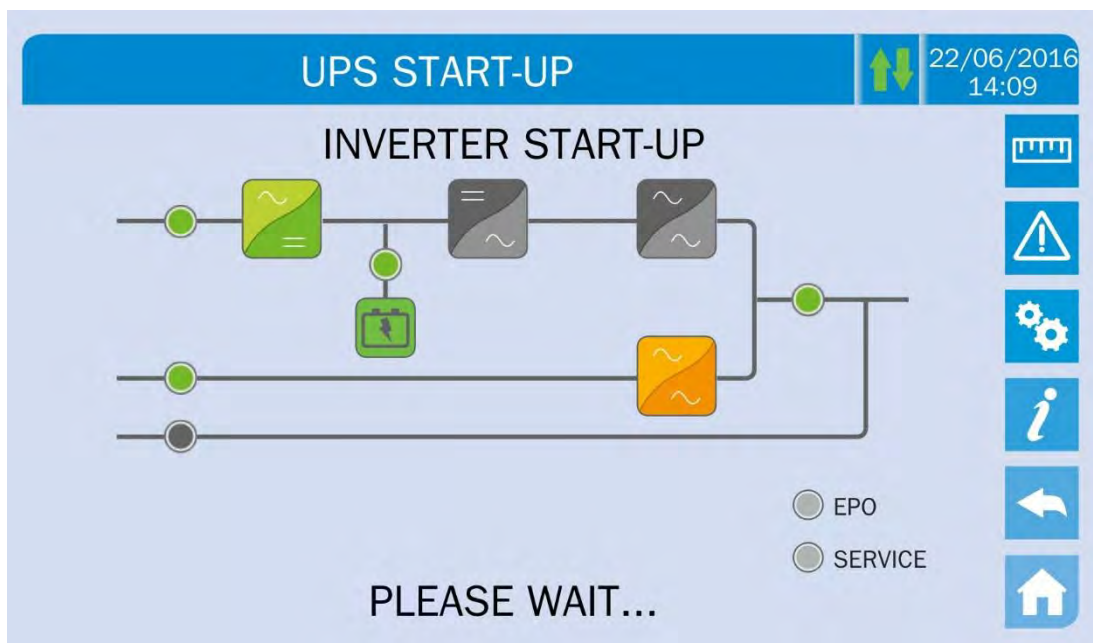 UPS START-UP
22/06/2016
14:09
INVERTER START-UP
EPO
SERVICE
PLEASE WAIT...